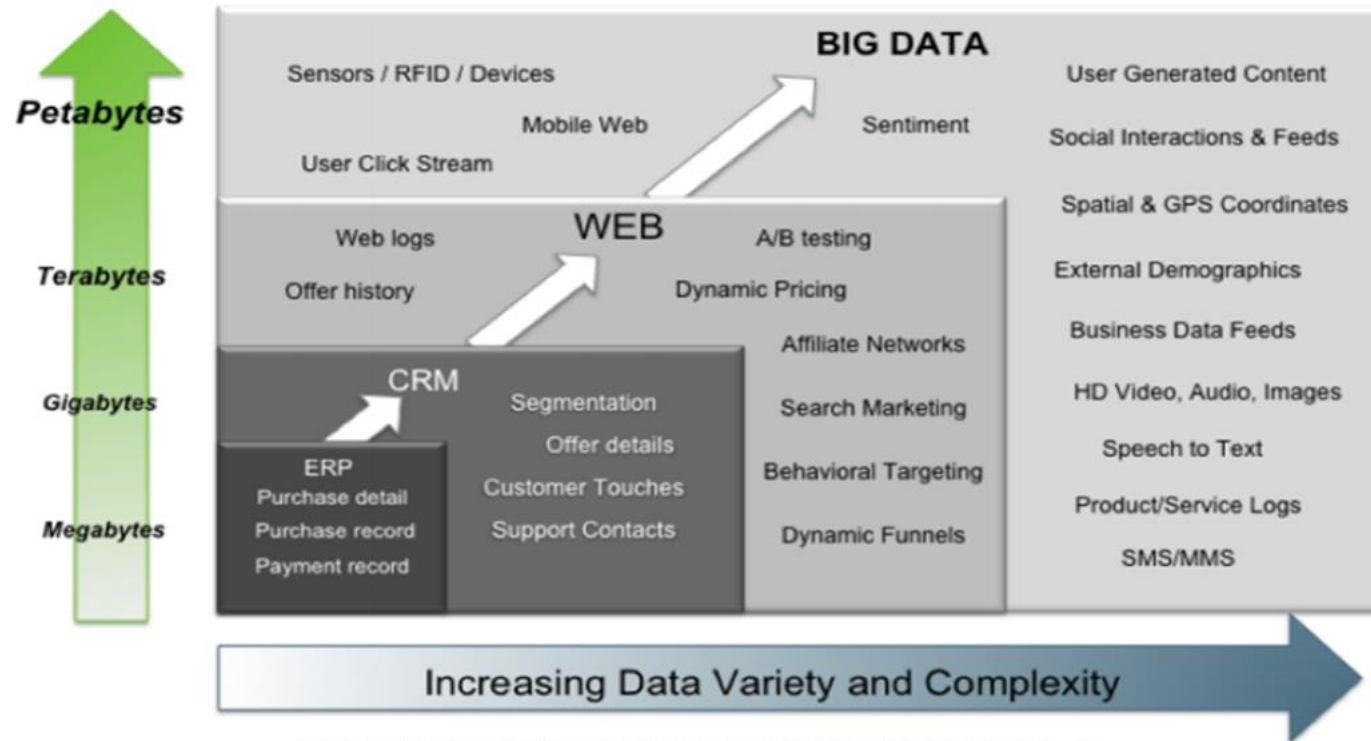 BIG DATA
Sensors / RFID / Devices
User Generated Content
Petabytes
Mobile Web
Sentiment
Social Interactions & Feeds
User Click Stream
Spatial & GPS Coordinates
WEB
Web logs
A/B testing
Terabytes
External Demographics
Offer history
Dynamic Pricing
Business Data Feeds
Affiliate Networks
CRM
HD Video, Audio, Images
Gigabytes
Segmentation
Search Marketing
Offer details
Speech to Text
ERP
Behavioral Targeting
Customer Touches
Purchase detail
Product/Service Logs
Megabytes
Purchase record
Support Contacts
Dynamic Funnels
SMS/MMS
Payment record
Increasing Data Variety and Complexity